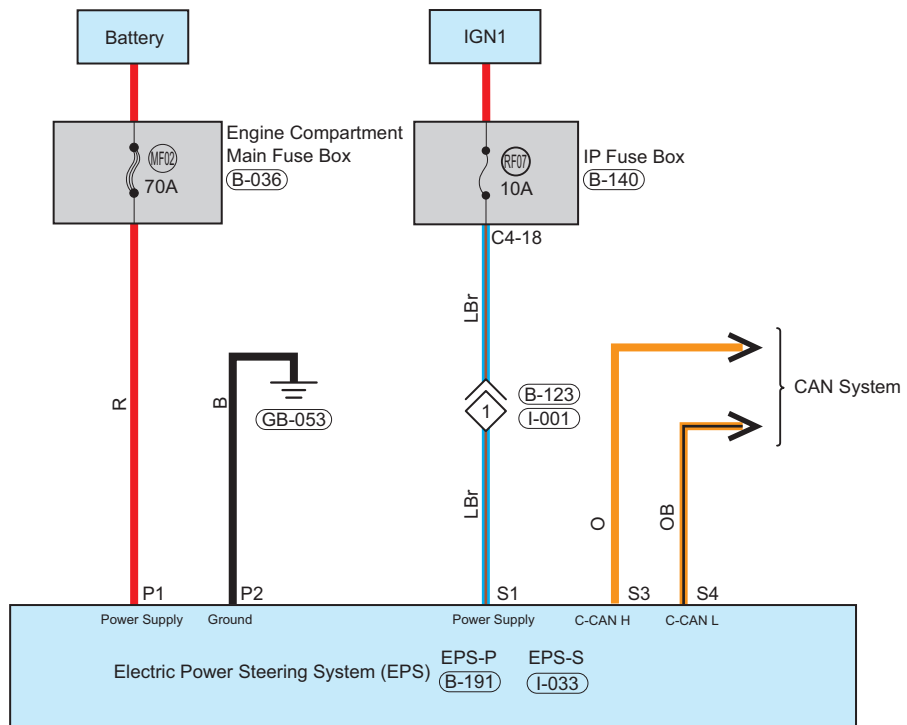 Battery
IGN1
Engine Compartment
Main Fuse Box
B-036
MF02
70A
RF07
10A
IP Fuse Box
B-140
C4-18
LBr
R
B
GB-053
1
B-123
I-001
CAN System
LBr
O
OB
P1
P2
S1
S3
S4
Power Supply
Ground
Power Supply
C-CAN H
C-CAN L
Electric Power Steering System (EPS)
EPS-P
B-191
EPS-S
I-033